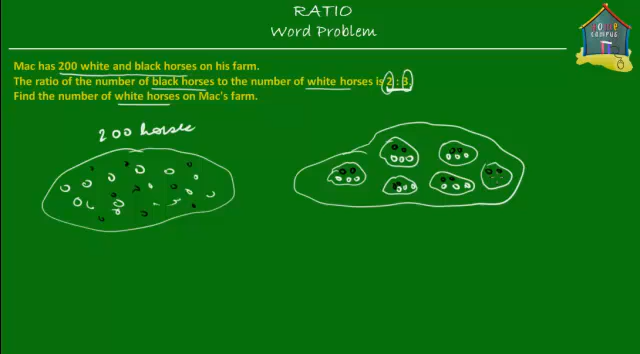 RATIO
Word Problem
home
campus
Mac has 200 white and black horses on his farm.
The ratio of the number of black horses to the number of white horses is 2 : 3.
Find the number of white horses on Mac's farm.
200 horse